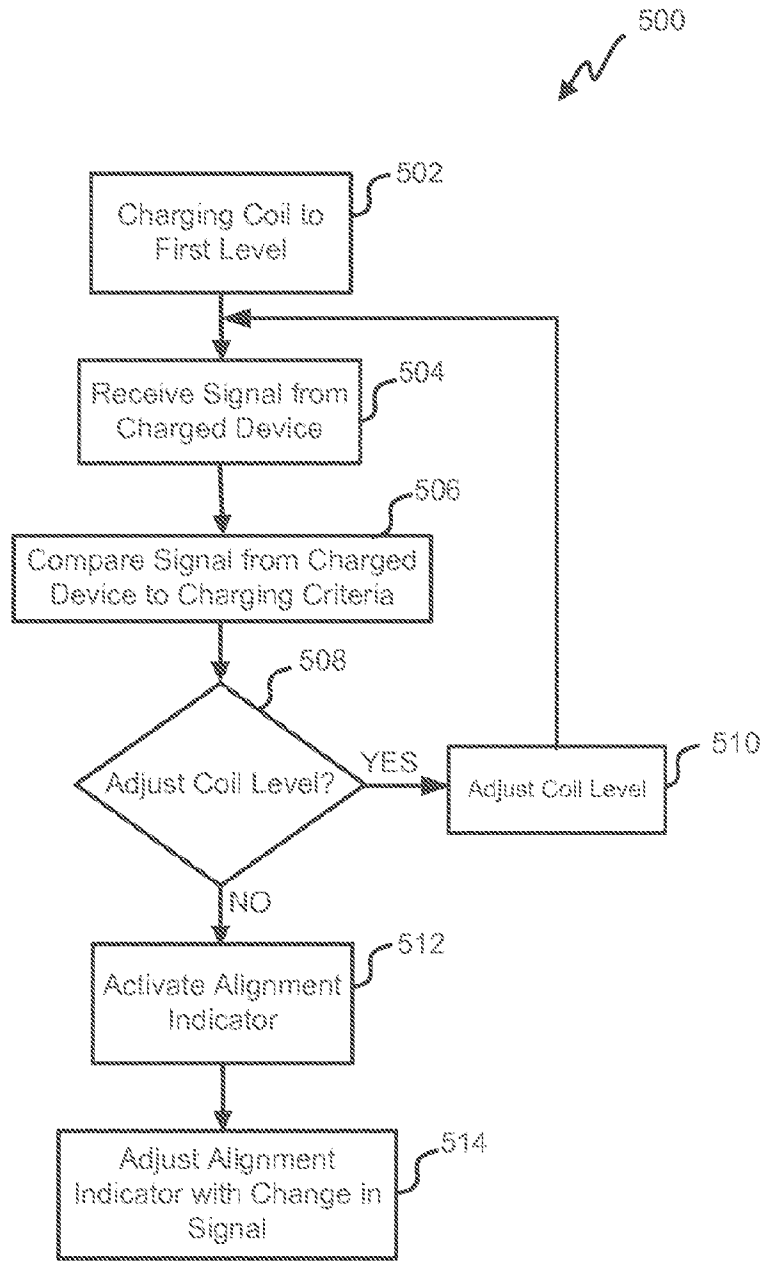 500
502
Charging Coil to
First Level
504
Receive Signal from
Charged Device
506
Compare Signal from Charged
Device to Charging Criteria
508
Adjust Coil Level?
YES
510
Adjust Coil Level
NO
512
Activate Alignment
Indicator
514
Adjust Alignment
Indicator with Change in
Signal